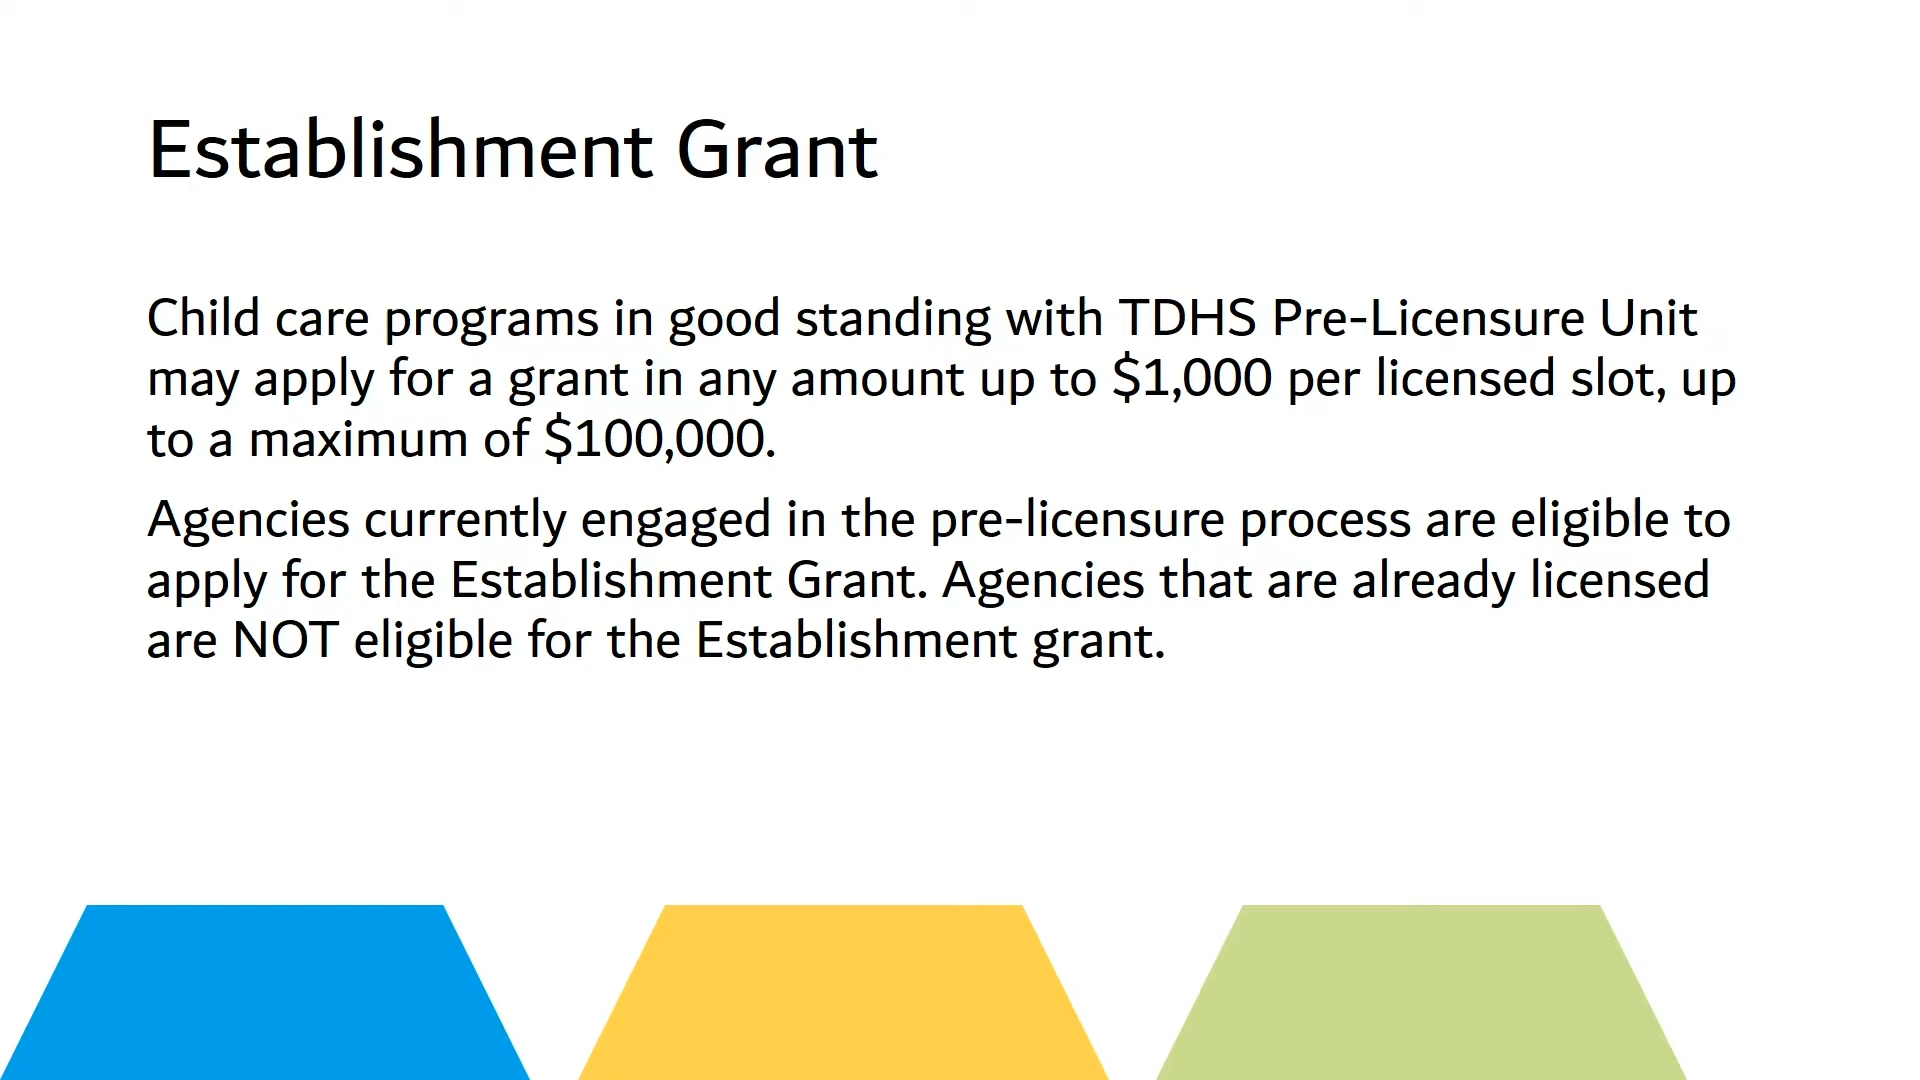 Establishment Grant
Child care programs in good standing with TDHS Pre-Licensure Unit
may apply for a grant in any amount up to $1,000 per licensed slot, up
to a maximum of $100,000.
Agencies currently engaged in the pre-licensure process are eligible to
apply for the Establishment Grant. Agencies that are already licensed
are NOT eligible for the Establishment grant.